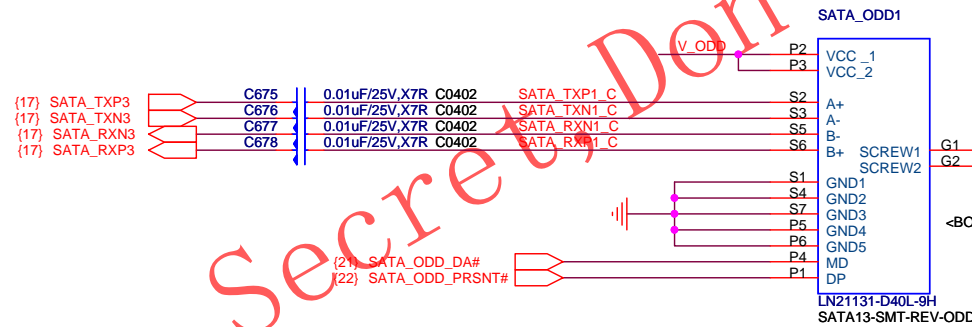 SATA_ODD1
V_ODD
P2 VCC _1
P3 VCC_2
{17} SATA_TXP3 C675 0.01uF/25V,X7R C0402 SATA_TXP1_C S2 A+
{17} SATA_TXN3 C676 0.01uF/25V,X7R C0402 SATA_TXN1_C S3 A-
{17} SATA_RXN3 C677 0.01uF/25V,X7R C0402 SATA_RXN1_C S5 B-
{17} SATA_RXP3 C678 0.01uF/25V,X7R C0402 SATA_RXP1_C S6 B+
SCREW1 G1
SCREW2 G2
S1 GND1
S4 GND2
S7 GND3
P5 GND4
P6 GND5
<BO
{21} SATA_ODD_DA# P4 MD
{22} SATA_ODD_PRSNT# P1 DP
LN21131-D40L-9H
SATA13-SMT-REV-ODD
Secret, Don